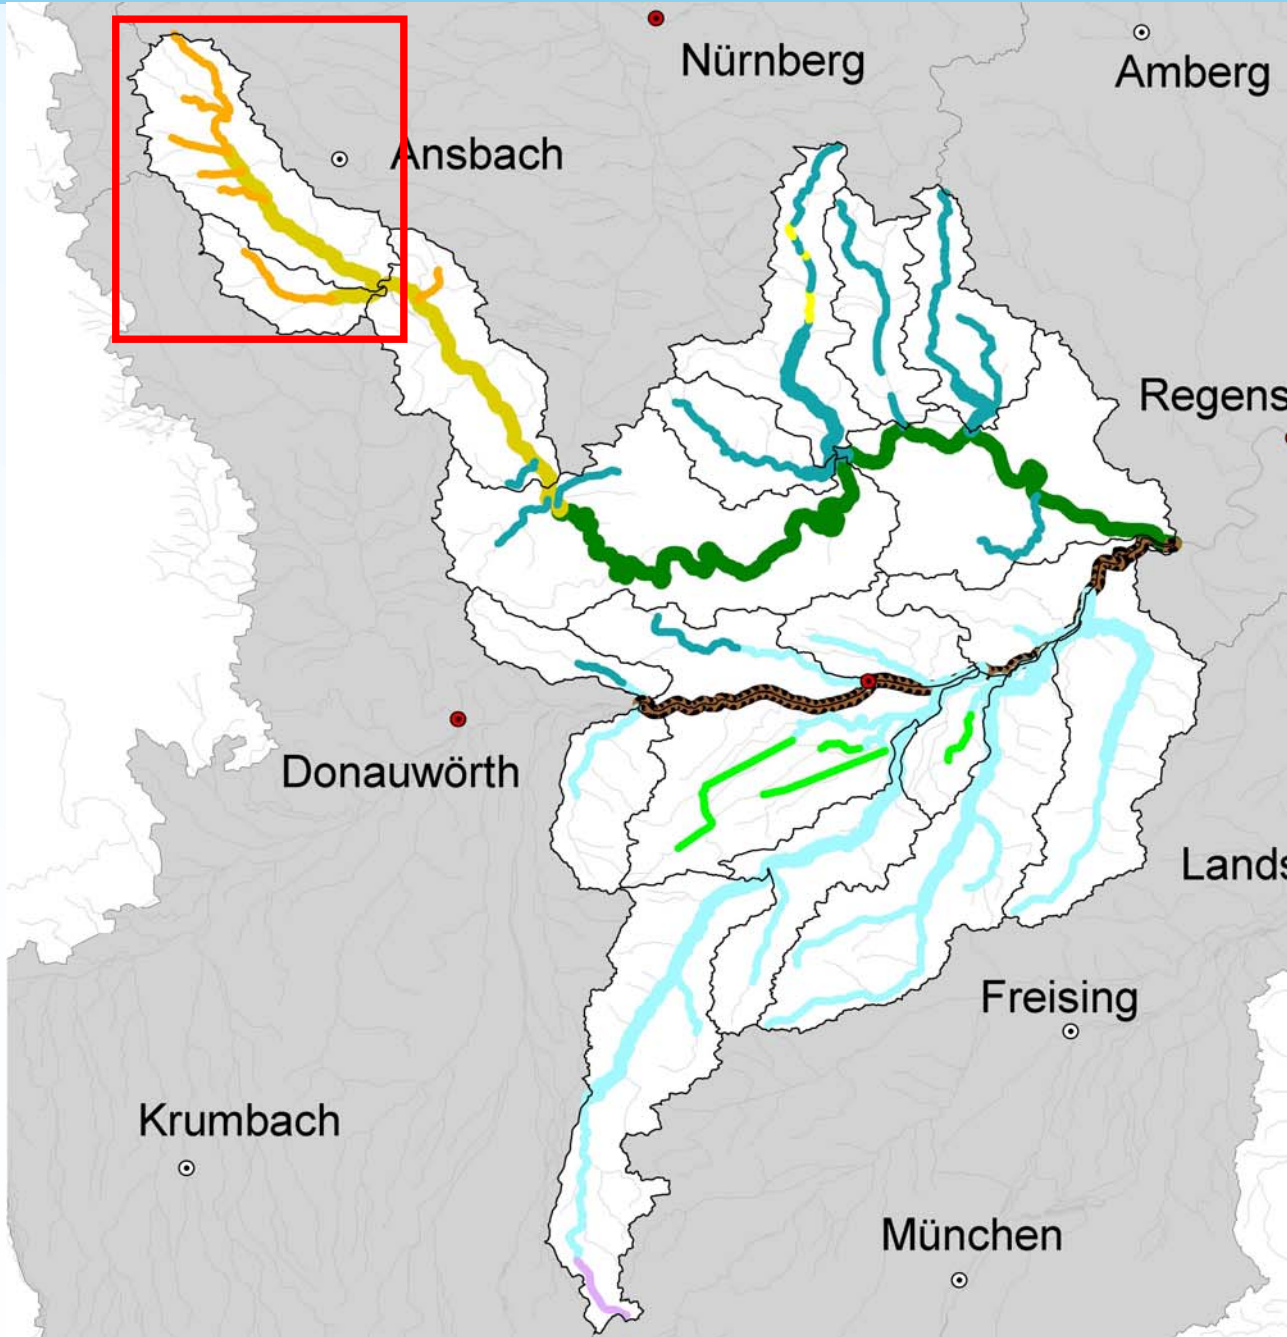 Nürnberg
Amberg
Ansbach
Regens
Donauwörth
Lands
Freising
Krumbach
München